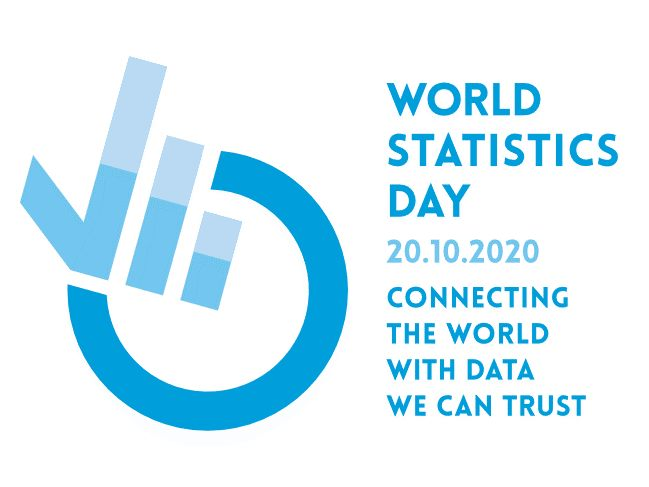 WORLD
STATISTICS
DAY
20.10.2020
CONNECTING
THE WORLD
WITH DATA
WE CAN TRUST